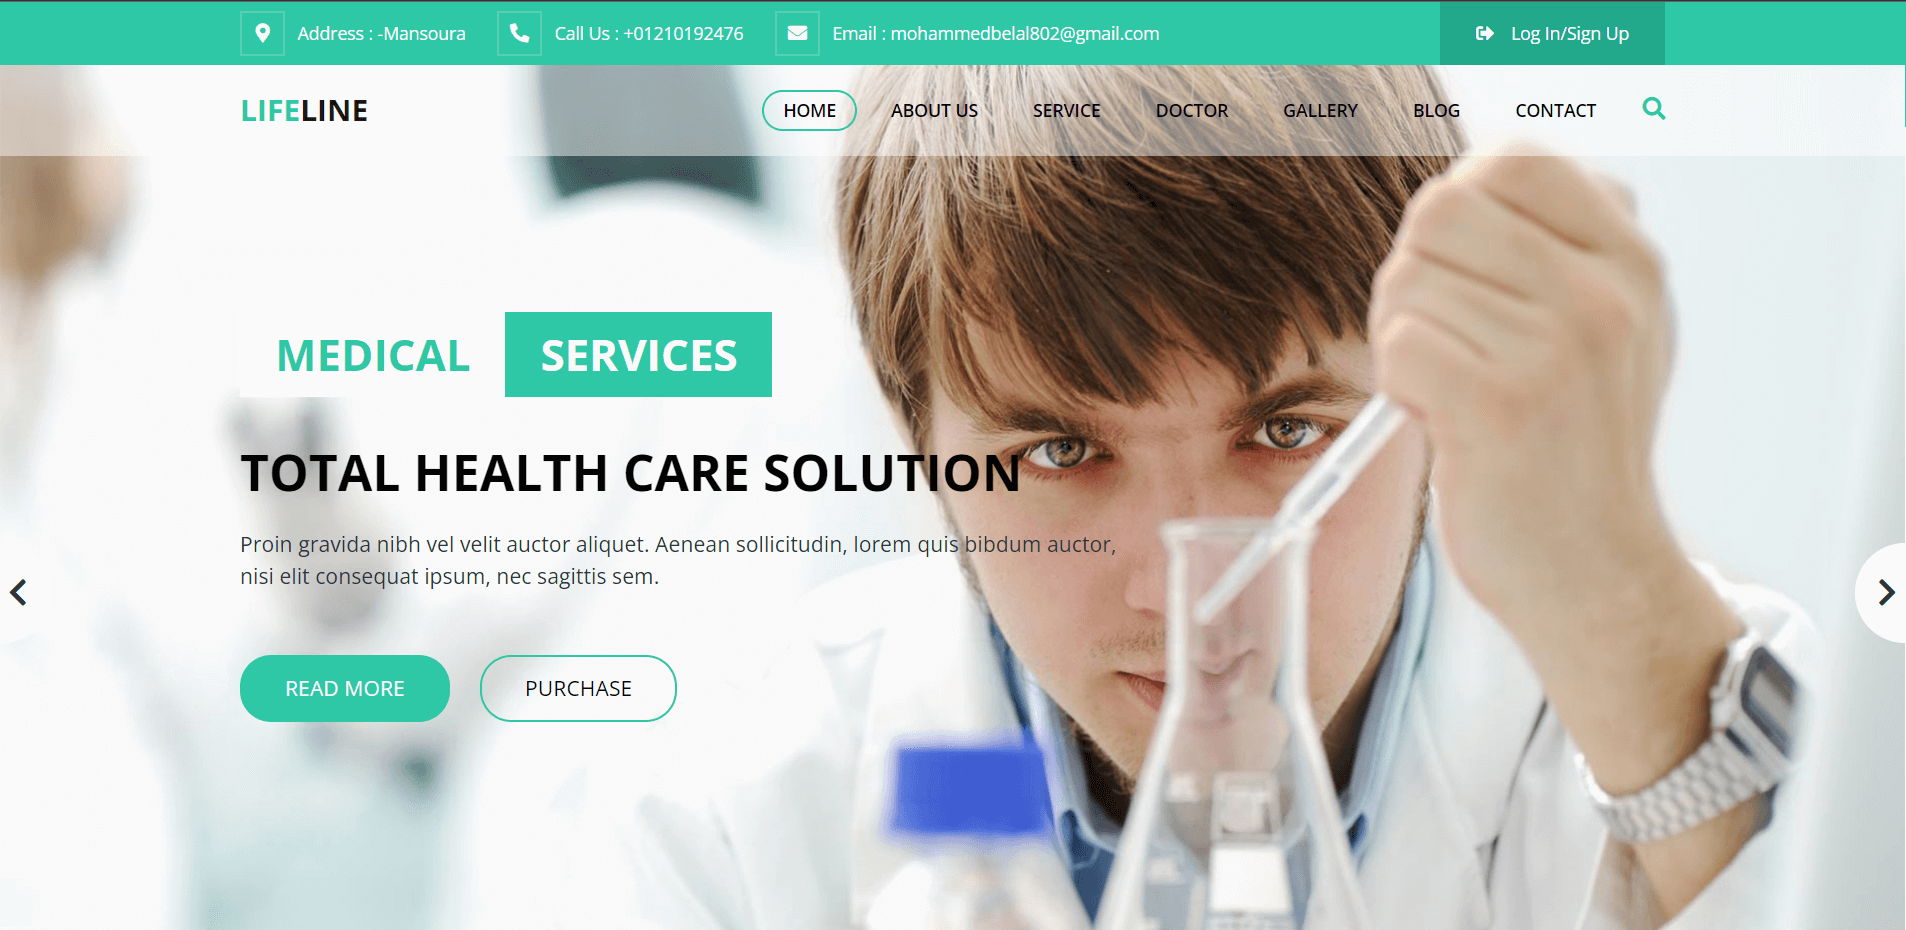 Address : -Mansoura
Call Us : +01210192476
Email : mohammedbelal802@gmail.com
Log In/Sign Up
LIFELINE
HOME
ABOUT US
SERVICE
DOCTOR
GALLERY
BLOG
CONTACT
MEDICAL SERVICES
TOTAL HEALTH CARE SOLUTION
Proin gravida nibh vel velit auctor aliquet. Aenean sollicitudin, lorem quis bibdum auctor,
nisi elit consequat ipsum, nec sagittis sem.
READ MORE
PURCHASE